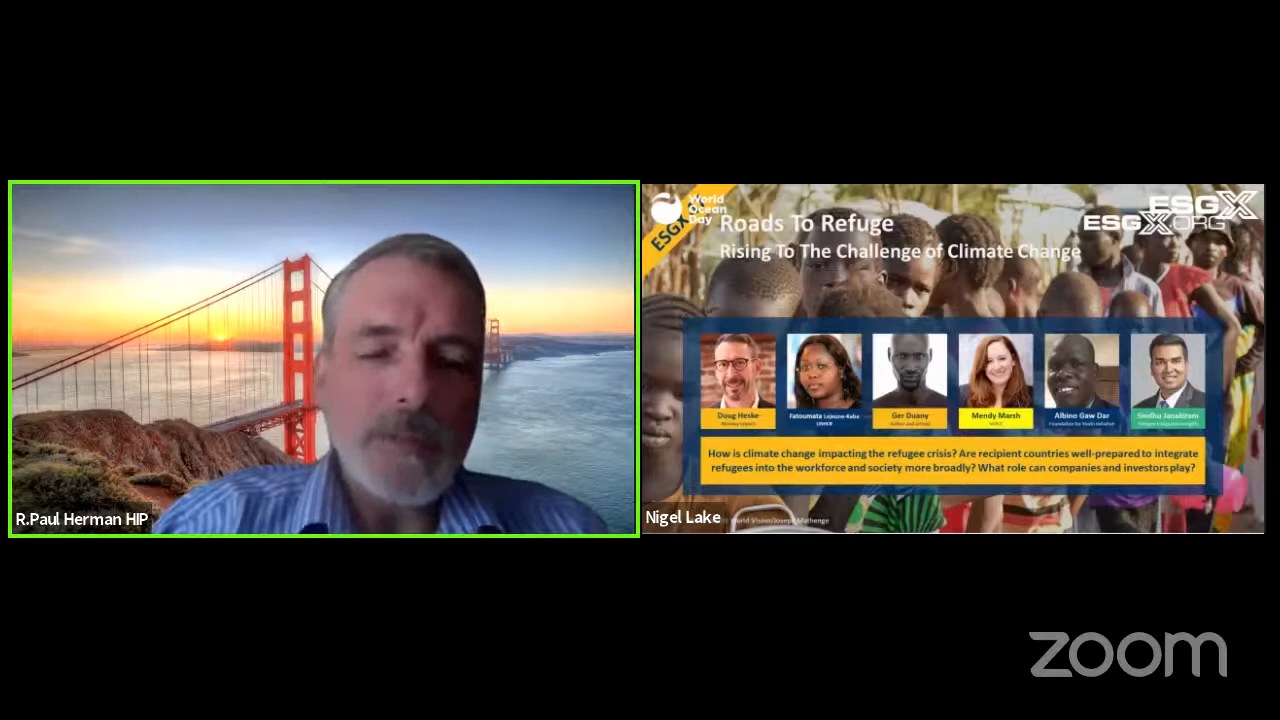 World
Ocean
Day
ESGX
Roads To Refuge
Rising To The Challenge of Climate Change
ESGX
ESGX.ORG
Doug Heske
Fatoumata Lejeune-Kaba
UNHCR
Ger Duany
Mendy Marsh
Albino Gaw Dar
Foundation for Youth Initiative
Sindhu Janakiram
How is climate change impacting the refugee crisis? Are recipient countries well-prepared to integrate
refugees into the workforce and society more broadly? What role can companies and investors play?
World Vision/Joseph Mathenge
R.Paul Herman HIP
Nigel Lake
zoom